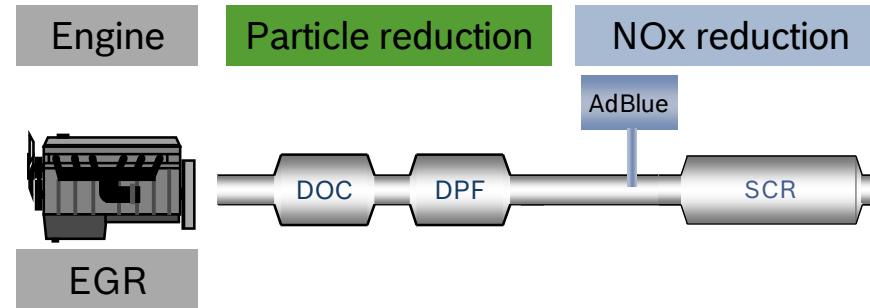 Engine
Particle reduction
NOx reduction
AdBlue
DOC
DPF
SCR
EGR